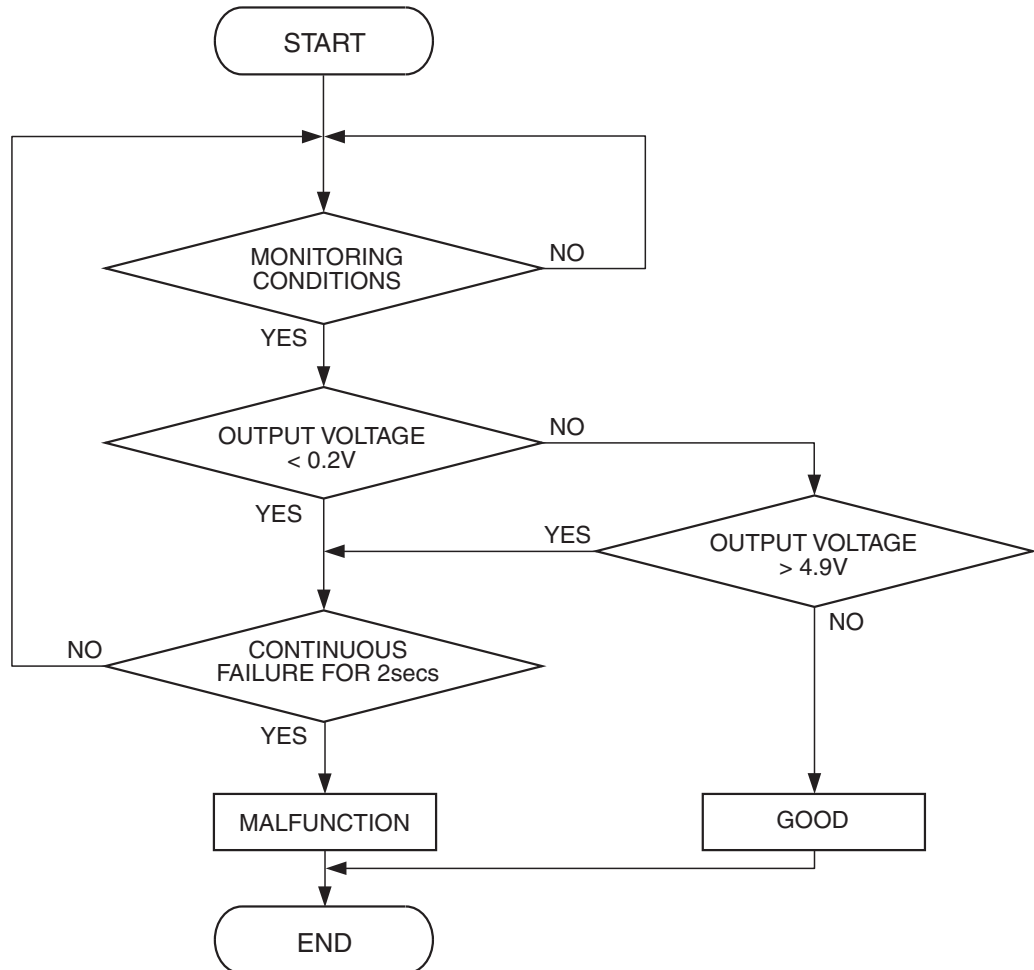 START
MONITORING
CONDITIONS
NO
YES
OUTPUT VOLTAGE
< 0.2V
NO
YES
YES
OUTPUT VOLTAGE
> 4.9V
NO
NO
CONTINUOUS
FAILURE FOR 2secs
YES
MALFUNCTION
GOOD
END